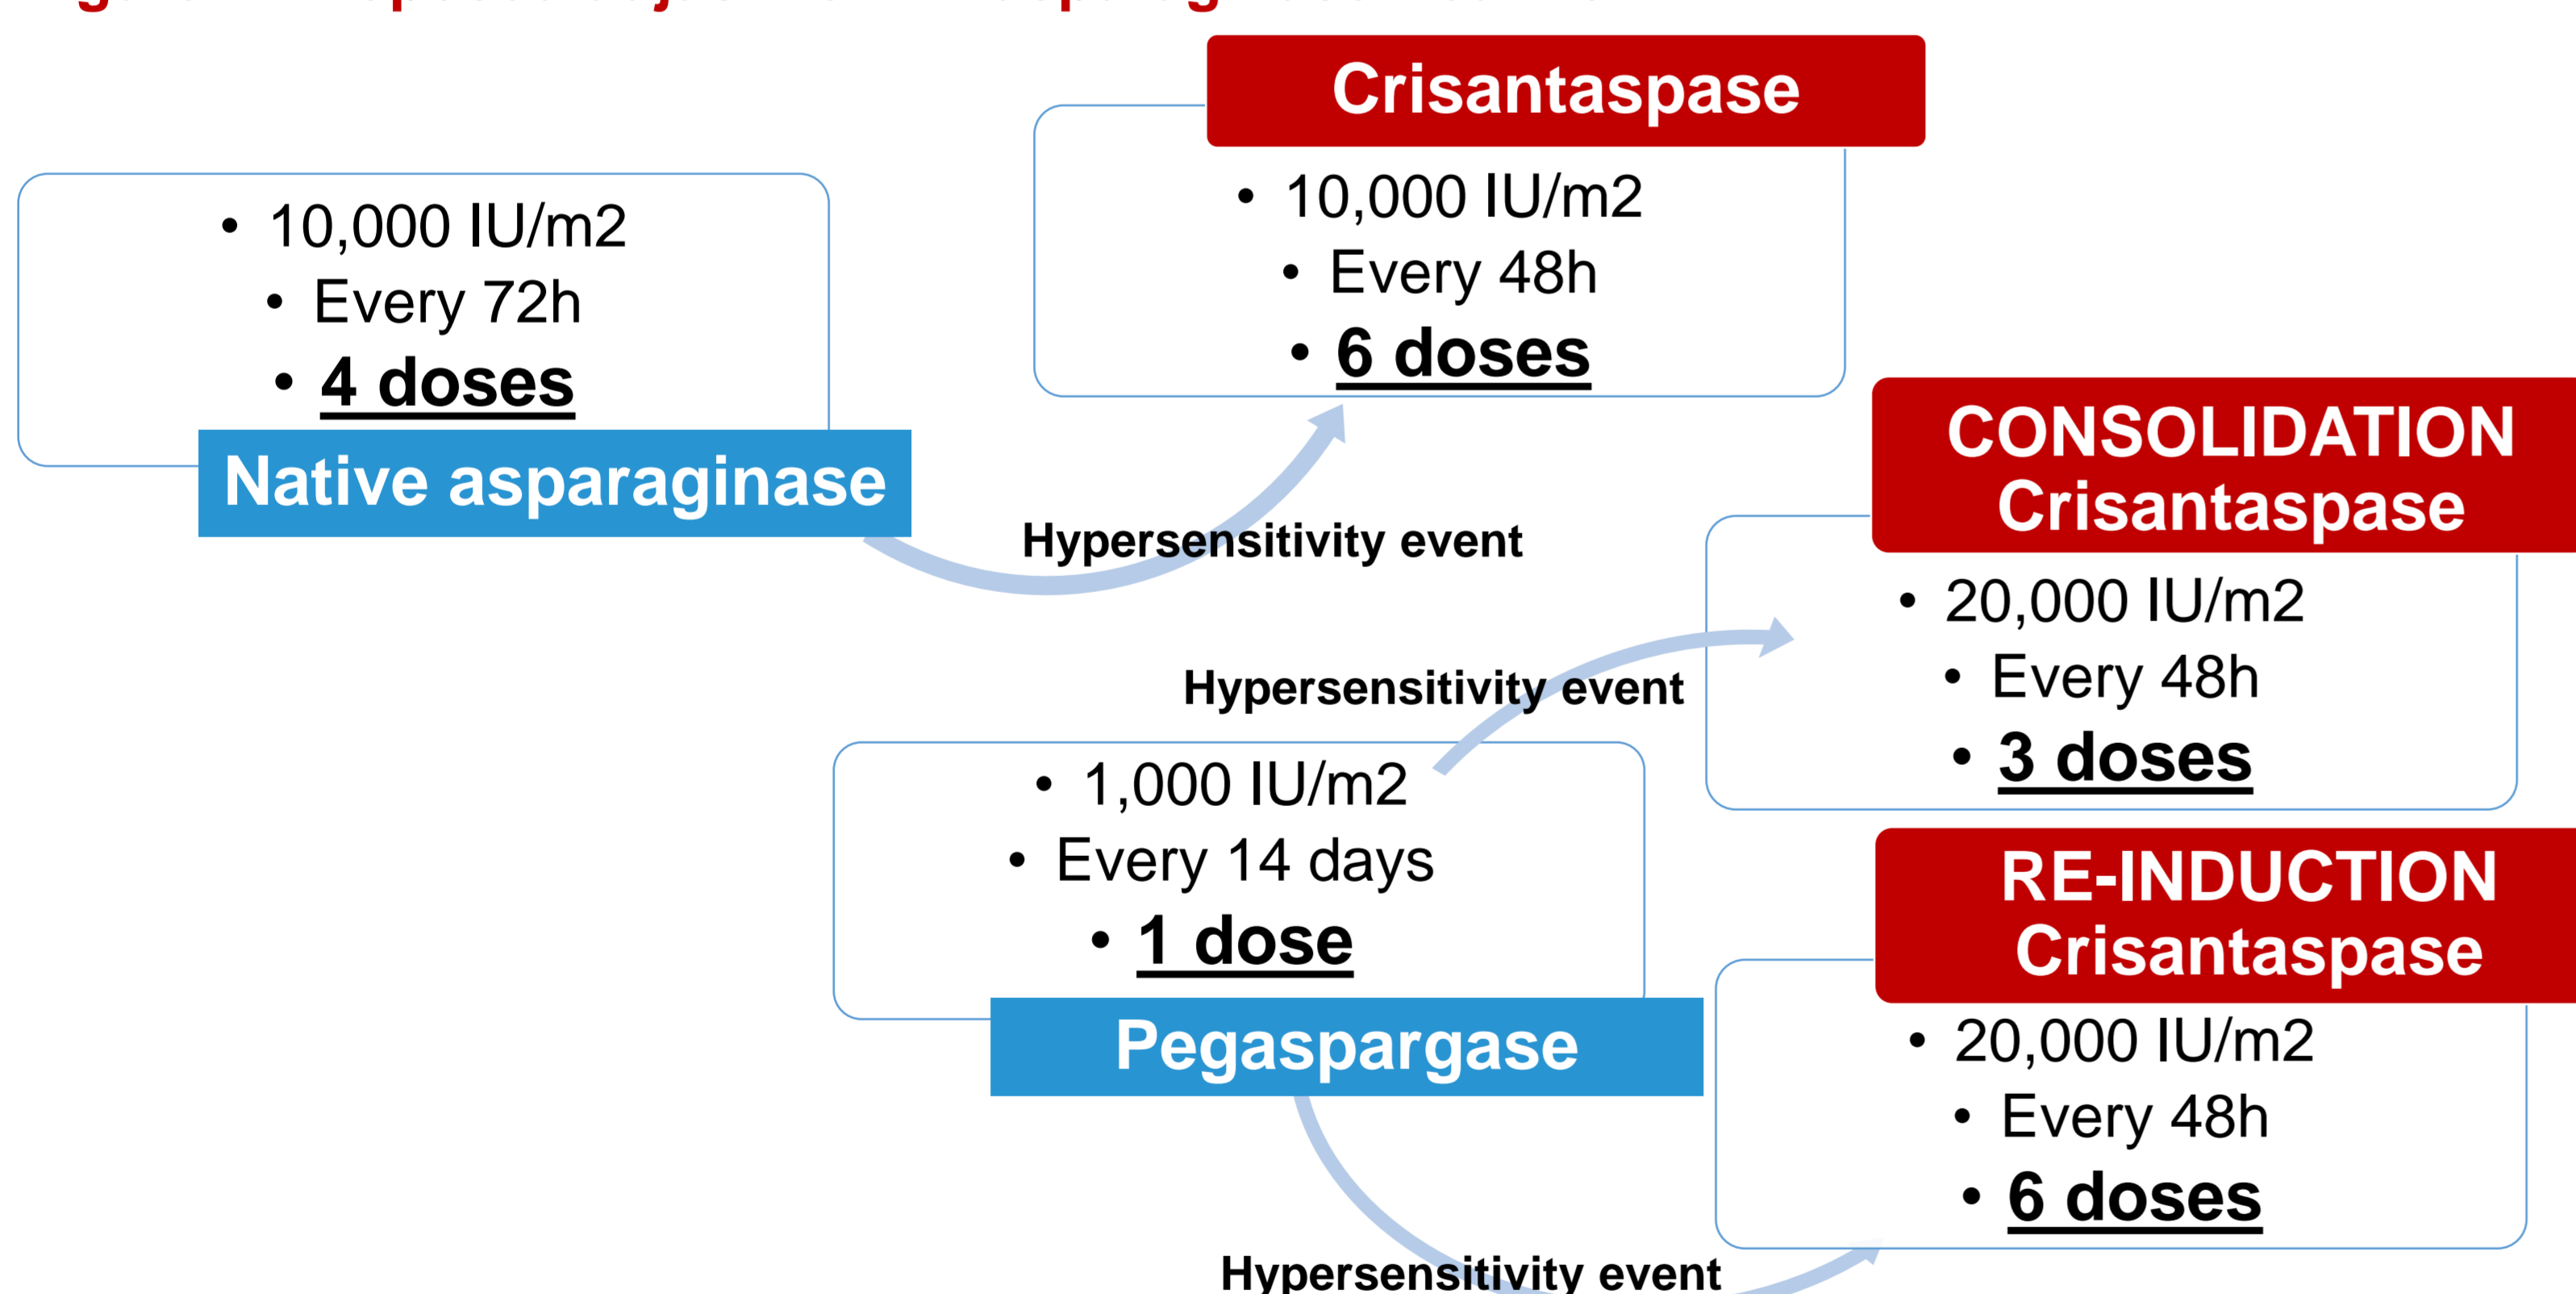 Crisantaspase
• 10,000 IU/m2
• Every 48h
• 6 doses
• 10,000 IU/m2
• Every 72h
• 4 doses
Native asparaginase
Hypersensitivity event
CONSOLIDATION
Crisantaspase
• 20,000 IU/m2
• Every 48h
• 3 doses
Hypersensitivity event
• 1,000 IU/m2
• Every 14 days
• 1 dose
Pegaspargase
RE-INDUCTION
Crisantaspase
• 20,000 IU/m2
• Every 48h
• 6 doses
Hypersensitivity event